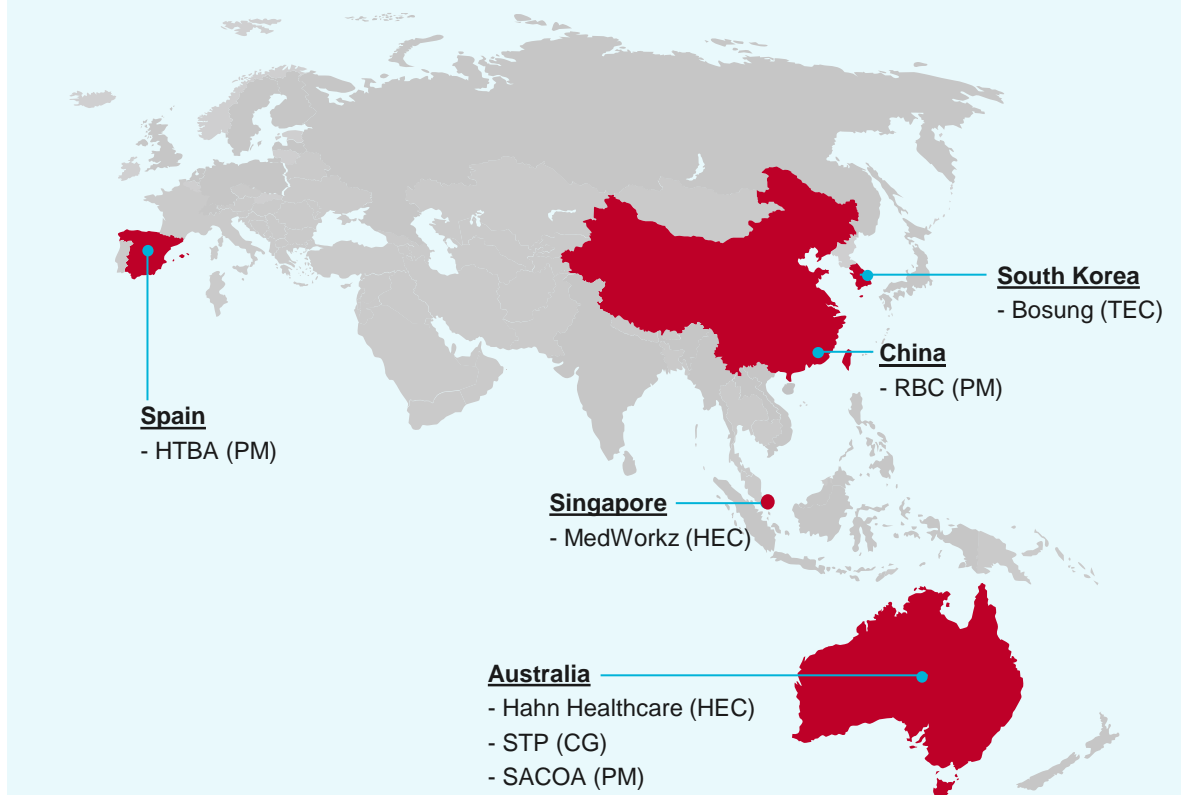 South Korea
- Bosung (TEC)
China
- RBC (PM)
Spain
- HTBA (PM)
Singapore
- MedWorkz (HEC)
Australia
- Hahn Healthcare (HEC)
- STP (CG)
- SACOA (PM)